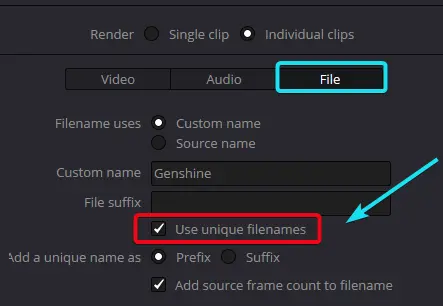 Render Single clip Individual clips
Video Audio File
Filename uses Custom name
Source name
Custom name Genshine
File suffix
Use unique filenames
Add a unique name as Prefix Suffix
Add source frame count to filename